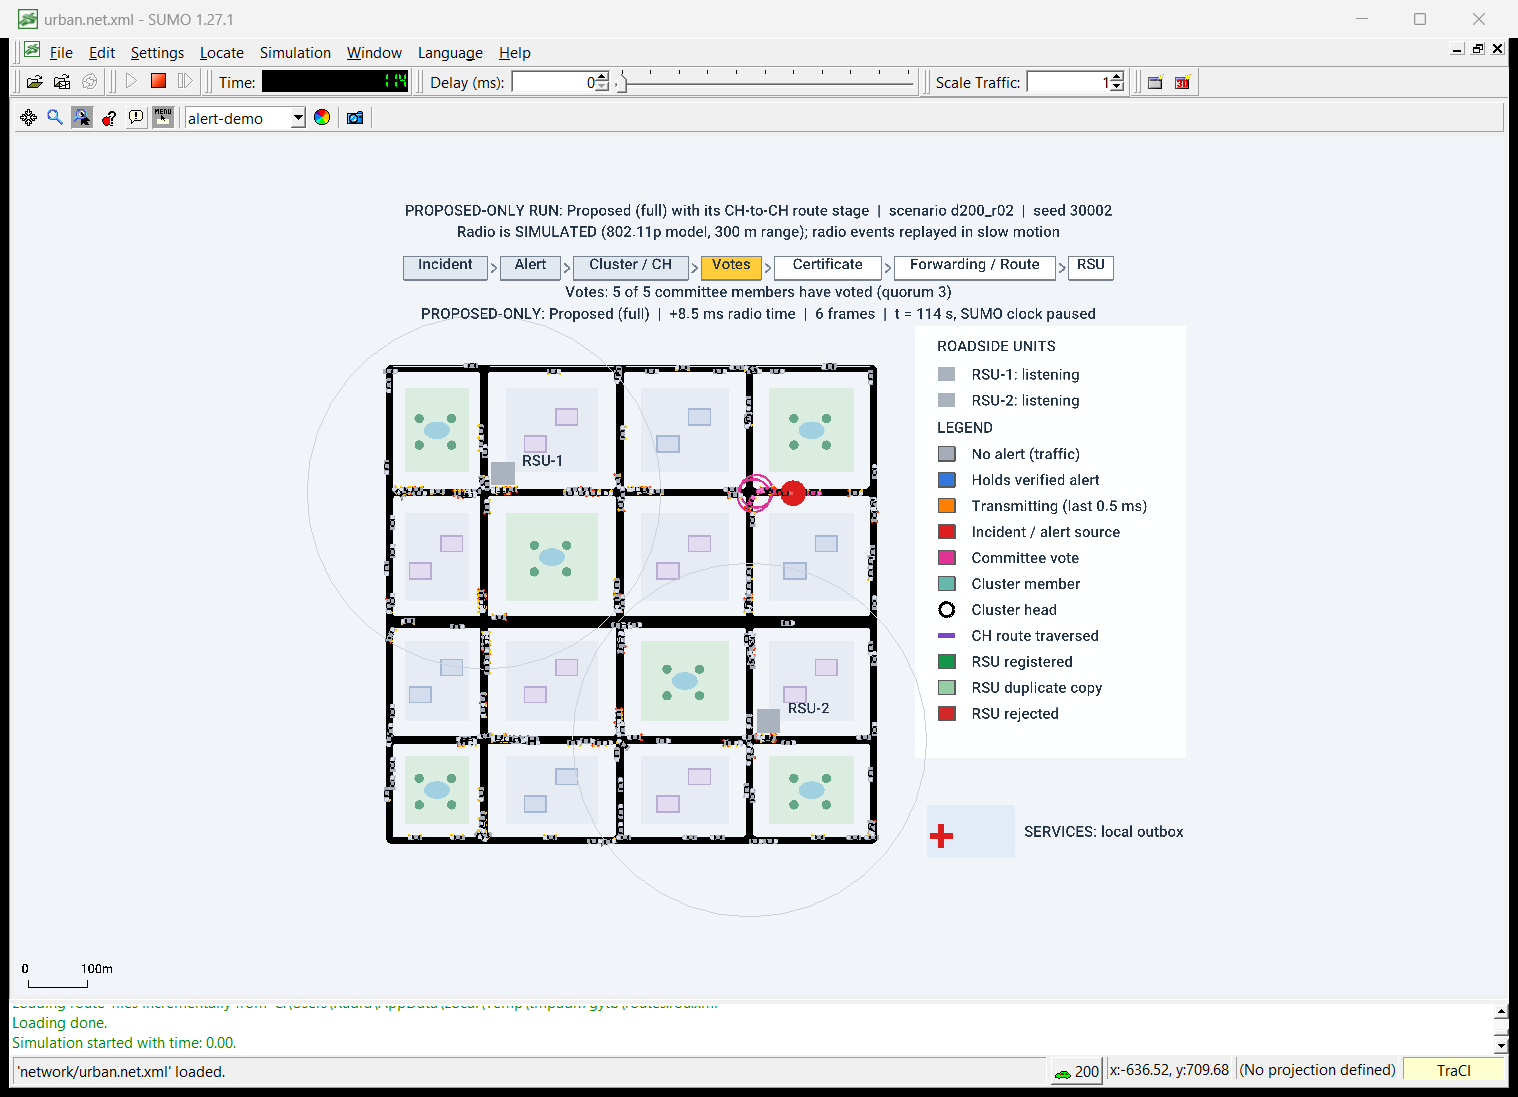 urban.net.xml - SUMO 1.27.1
File Edit Settings Locate Simulation Window Language Help
Time: 114 Delay (ms): 0 Scale Traffic: 1
MENU alert-demo
PROPOSED-ONLY RUN: Proposed (full) with its CH-to-CH route stage | scenario d200_r02 | seed 30002
Radio is SIMULATED (802.11p model, 300 m range); radio events replayed in slow motion
Incident > Alert > Cluster / CH > Votes > Certificate > Forwarding / Route > RSU
Votes: 5 of 5 committee members have voted (quorum 3)
PROPOSED-ONLY: Proposed (full) | +8.5 ms radio time | 6 frames | t = 114 s, SUMO clock paused
RSU-1
RSU-2
ROADSIDE UNITS
RSU-1: listening
RSU-2: listening
LEGEND
No alert (traffic)
Holds verified alert
Transmitting (last 0.5 ms)
Incident / alert source
Committee vote
Cluster member
Cluster head
CH route traversed
RSU registered
RSU duplicate copy
RSU rejected
SERVICES: local outbox
0 100m
Loading done.
Simulation started with time: 0.00.
'network/urban.net.xml' loaded.
200 x:-636.52, y:709.68 (No projection defined) TraCI